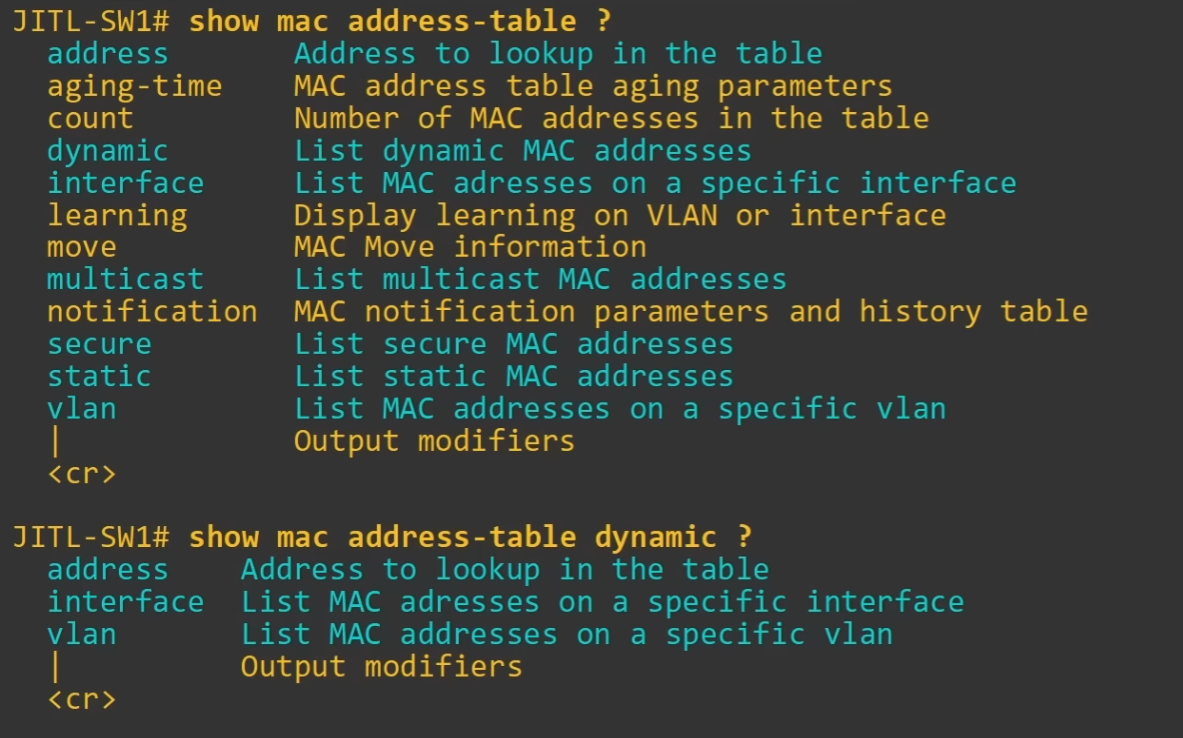 JITL-SW1# show mac address-table ?
  address       Address to lookup in the table
  aging-time    MAC address table aging parameters
  count         Number of MAC addresses in the table
  dynamic       List dynamic MAC addresses
  interface     List MAC adresses on a specific interface
  learning      Display learning on VLAN or interface
  move          MAC Move information
  multicast     List multicast MAC addresses
  notification  MAC notification parameters and history table
  secure        List secure MAC addresses
  static        List static MAC addresses
  vlan          List MAC addresses on a specific vlan
  |             Output modifiers
  <cr>
JITL-SW1# show mac address-table dynamic ?
  address    Address to lookup in the table
  interface  List MAC adresses on a specific interface
  vlan       List MAC addresses on a specific vlan
  |          Output modifiers
  <cr>